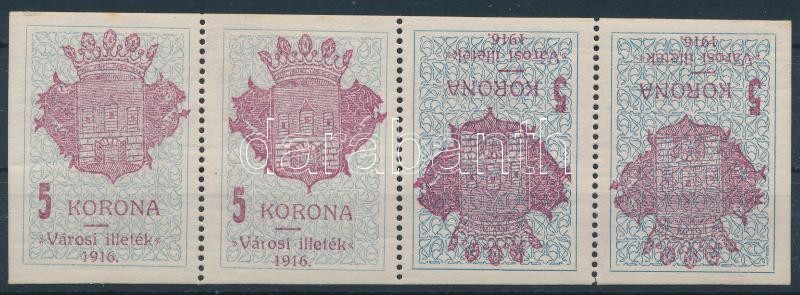 5 KORONA
»Városi illeték«
1916.
5 KORONA
»Városi illeték«
1916.
5 KORONA
»Városi illeték«
1916.
5 KORONA
»Városi illeték«
1916.
darabanth